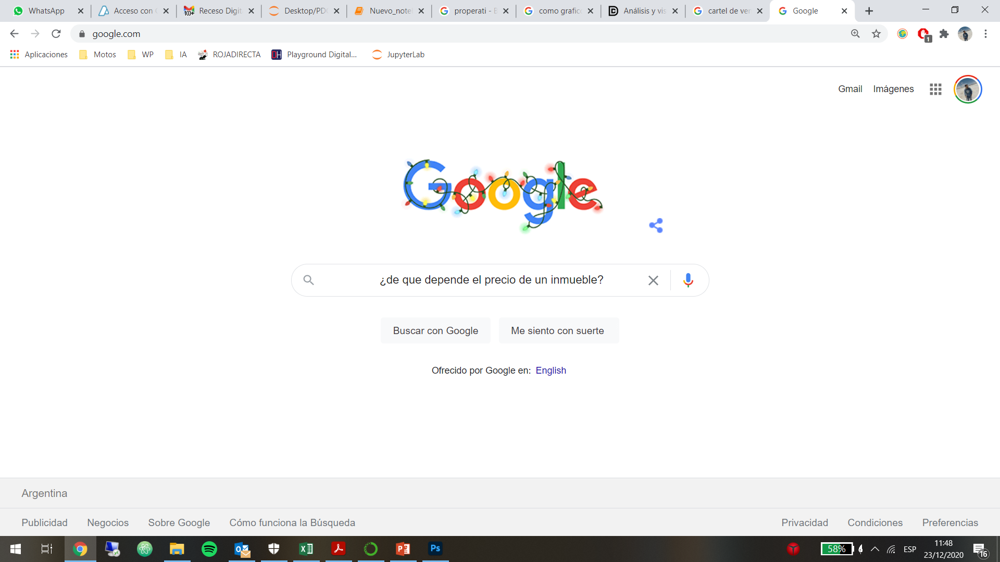 WhatsApp
Acceso con
Receso Digit
Desktop/PD
Nuevo_note
properati -
como grafic
Análisis y vis
cartel de ven
Google
google.com
1
Aplicaciones
Motos
WP
IA
ROJADIRECTA
Playground Digital...
JupyterLab
Gmail
Imágenes
Google
¿de que depende el precio de un inmueble?
Buscar con Google
Me siento con suerte
Ofrecido por Google en: English
Argentina
Publicidad
Negocios
Sobre Google
Cómo funciona la Búsqueda
Privacidad
Condiciones
Preferencias
58%
ESP
11:48
23/12/2020
16